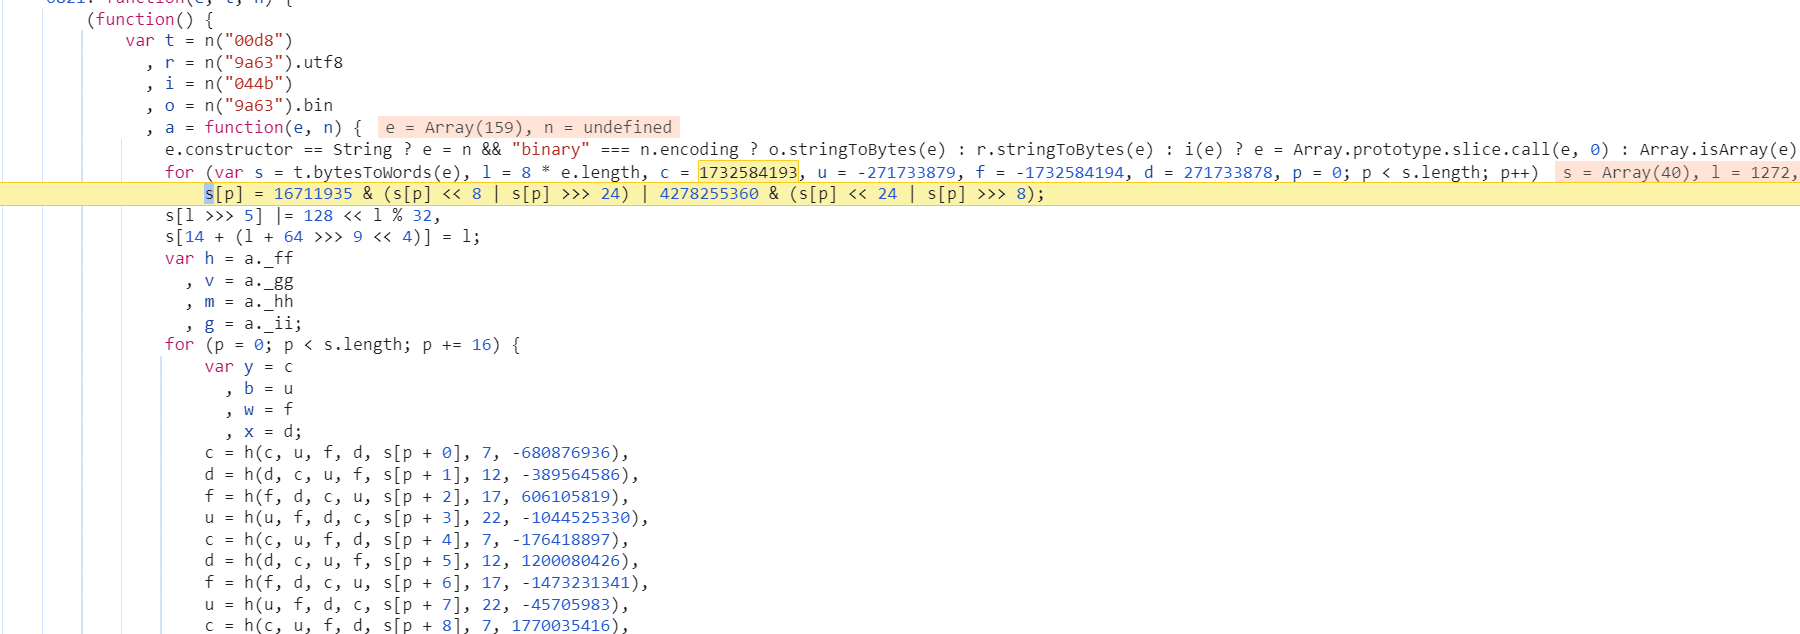 (function() {
var t = n("00d8")
, r = n("9a63").utf8
, i = n("044b")
, o = n("9a63").bin
, a = function(e, n) { e = Array(159), n = undefined
e.constructor == String ? e = n && "binary" === n.encoding ? o.stringToBytes(e) : r.stringToBytes(e) : i(e) ? e = Array.prototype.slice.call(e, 0) : Array.isArray(e)
for (var s = t.bytesToWords(e), l = 8 * e.length, c = 1732584193, u = -271733879, f = -1732584194, d = 271733878, p = 0; p < s.length; p++) s = Array(40), l = 1272,
s[p] = 16711935 & (s[p] << 8 | s[p] >>> 24) | 4278255360 & (s[p] << 24 | s[p] >>> 8);
s[l >>> 5] |= 128 << l % 32,
s[14 + (l + 64 >>> 9 << 4)] = l;
var h = a._ff
, v = a._gg
, m = a._hh
, g = a._ii;
for (p = 0; p < s.length; p += 16) {
var y = c
, b = u
, w = f
, x = d;
c = h(c, u, f, d, s[p + 0], 7, -680876936),
d = h(d, c, u, f, s[p + 1], 12, -389564586),
f = h(f, d, c, u, s[p + 2], 17, 606105819),
u = h(u, f, d, c, s[p + 3], 22, -1044525330),
c = h(c, u, f, d, s[p + 4], 7, -176418897),
d = h(d, c, u, f, s[p + 5], 12, 1200080426),
f = h(f, d, c, u, s[p + 6], 17, -1473231341),
u = h(u, f, d, c, s[p + 7], 22, -45705983),
c = h(c, u, f, d, s[p + 8], 7, 1770035416),